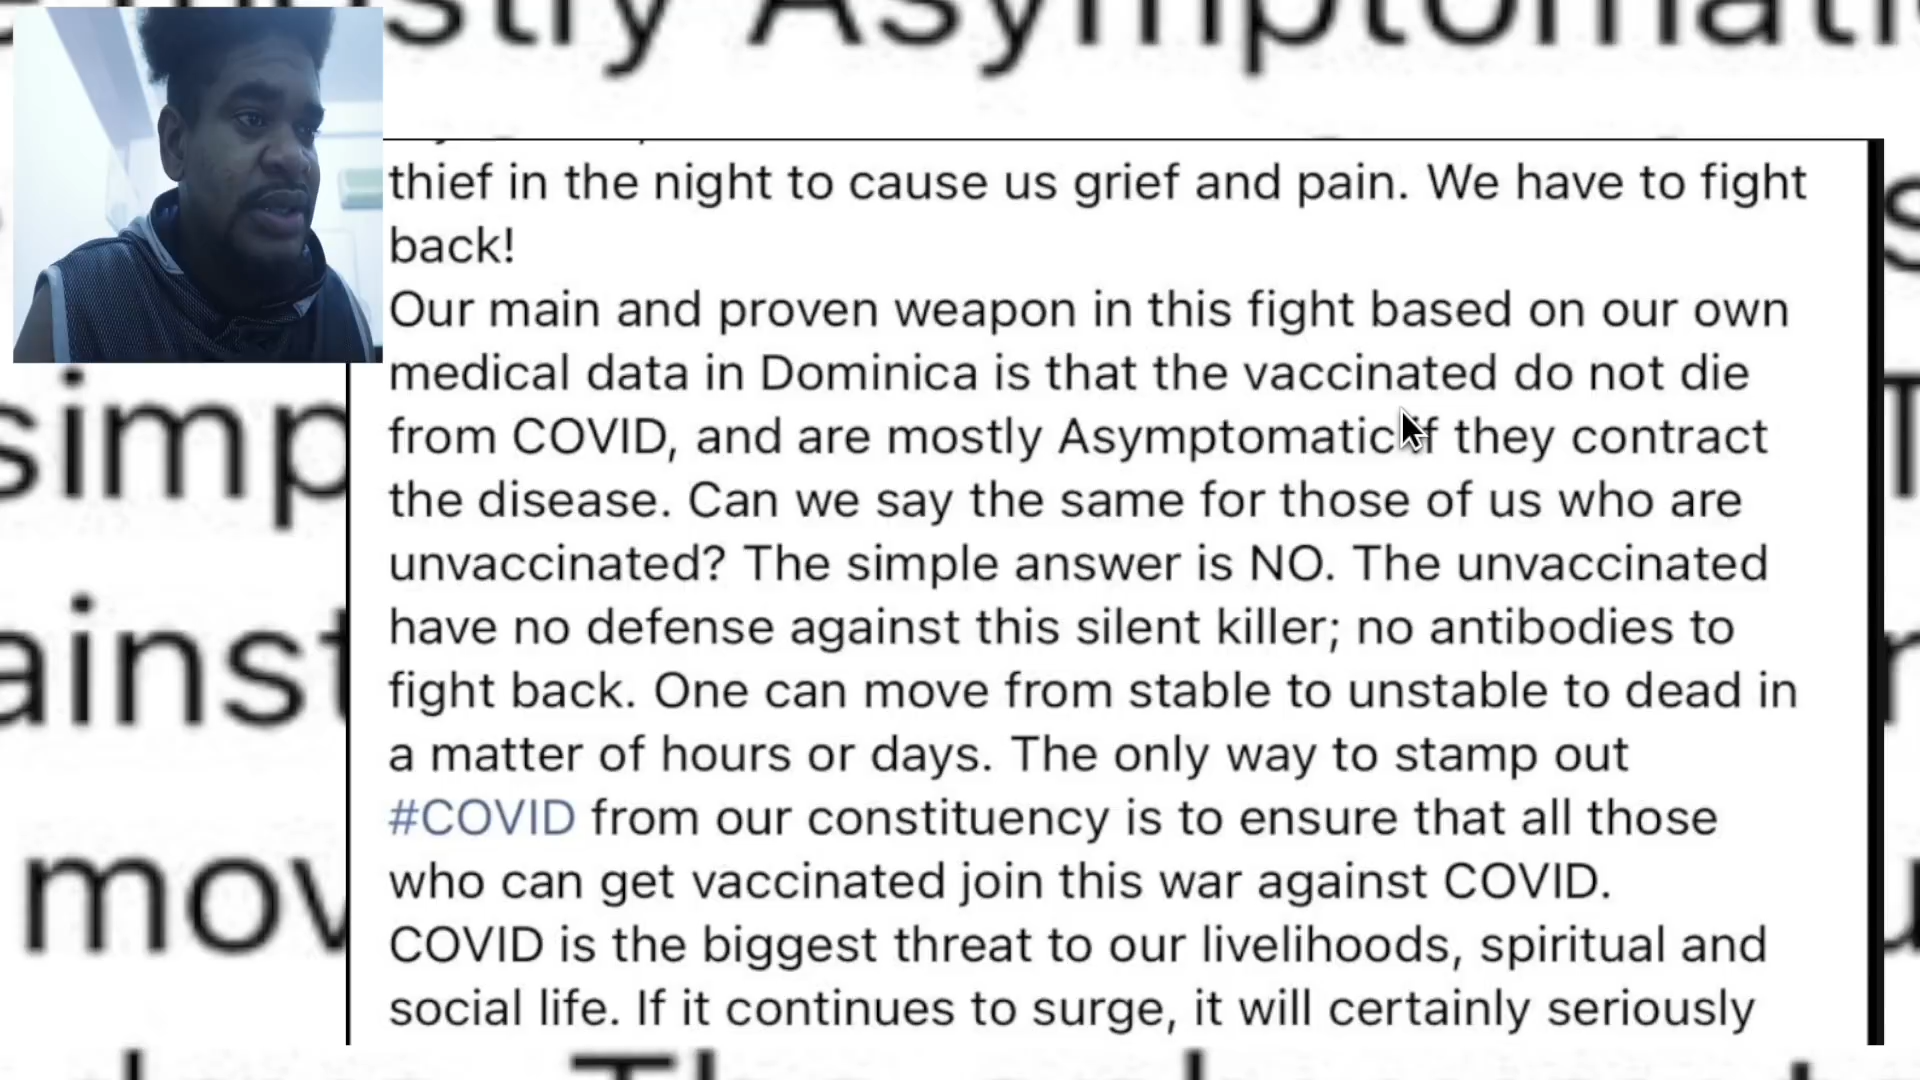 thief in the night to cause us grief and pain. We have to fight
back!
Our main and proven weapon in this fight based on our own
medical data in Dominica is that the vaccinated do not die
from COVID, and are mostly Asymptomatic if they contract
the disease. Can we say the same for those of us who are
unvaccinated? The simple answer is NO. The unvaccinated
have no defense against this silent killer; no antibodies to
fight back. One can move from stable to unstable to dead in
a matter of hours or days. The only way to stamp out
#COVID from our constituency is to ensure that all those
who can get vaccinated join this war against COVID.
COVID is the biggest threat to our livelihoods, spiritual and
social life. If it continues to surge, it will certainly seriously